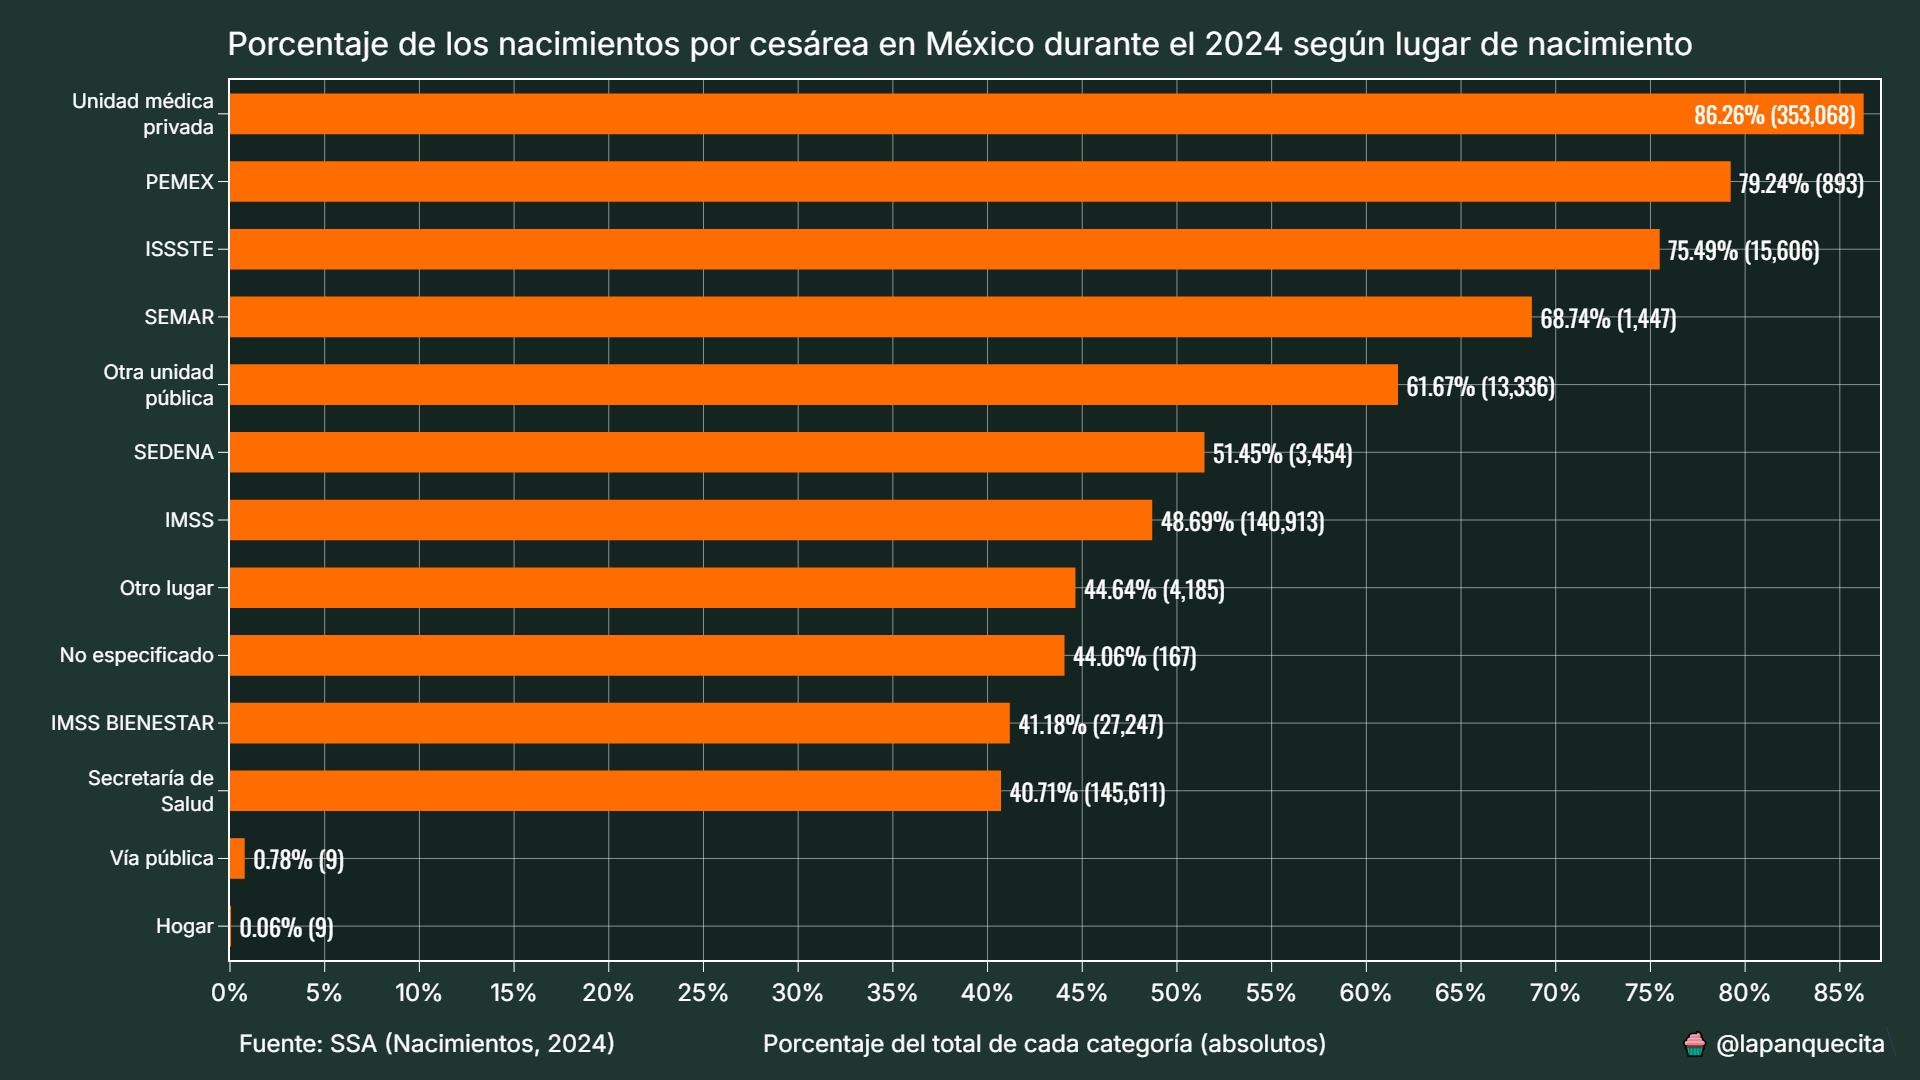 Porcentaje de los nacimientos por cesárea en México durante el 2024 según lugar de nacimiento
Unidad médica
privada
86.26% (353,068)
PEMEX
79.24% (893)
ISSSTE
75.49% (15,606)
SEMAR
68.74% (1,447)
Otra unidad
pública
61.67% (13,336)
SEDENA
51.45% (3,454)
IMSS
48.69% (140,913)
Otro lugar
44.64% (4,185)
No especificado
44.06% (167)
IMSS BIENESTAR
41.18% (27,247)
Secretaría de
Salud
40.71% (145,611)
Vía pública
0.78% (9)
Hogar
0.06% (9)
0% 5% 10% 15% 20% 25% 30% 35% 40% 45% 50% 55% 60% 65% 70% 75% 80% 85%
Fuente: SSA (Nacimientos, 2024)
Porcentaje del total de cada categoría (absolutos)
@lapanquecita